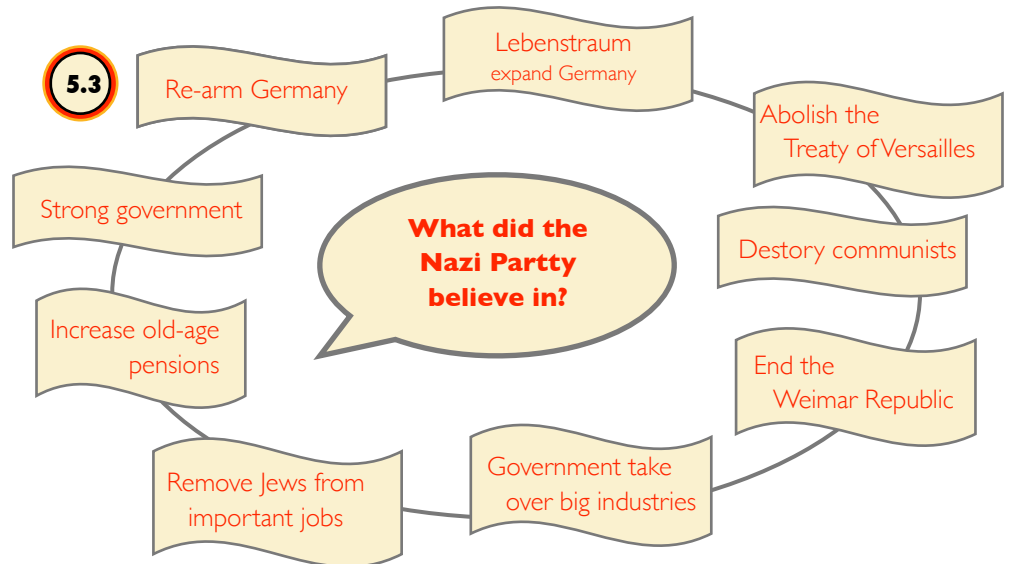 5.3
What did the
Nazi Partty
believe in?
Lebenstraum
expand Germany
Abolish the
Treaty of Versailles
Destory communists
End the
Weimar Republic
Government take
over big industries
Remove Jews from
important jobs
Increase old-age
pensions
Strong government
Re-arm Germany